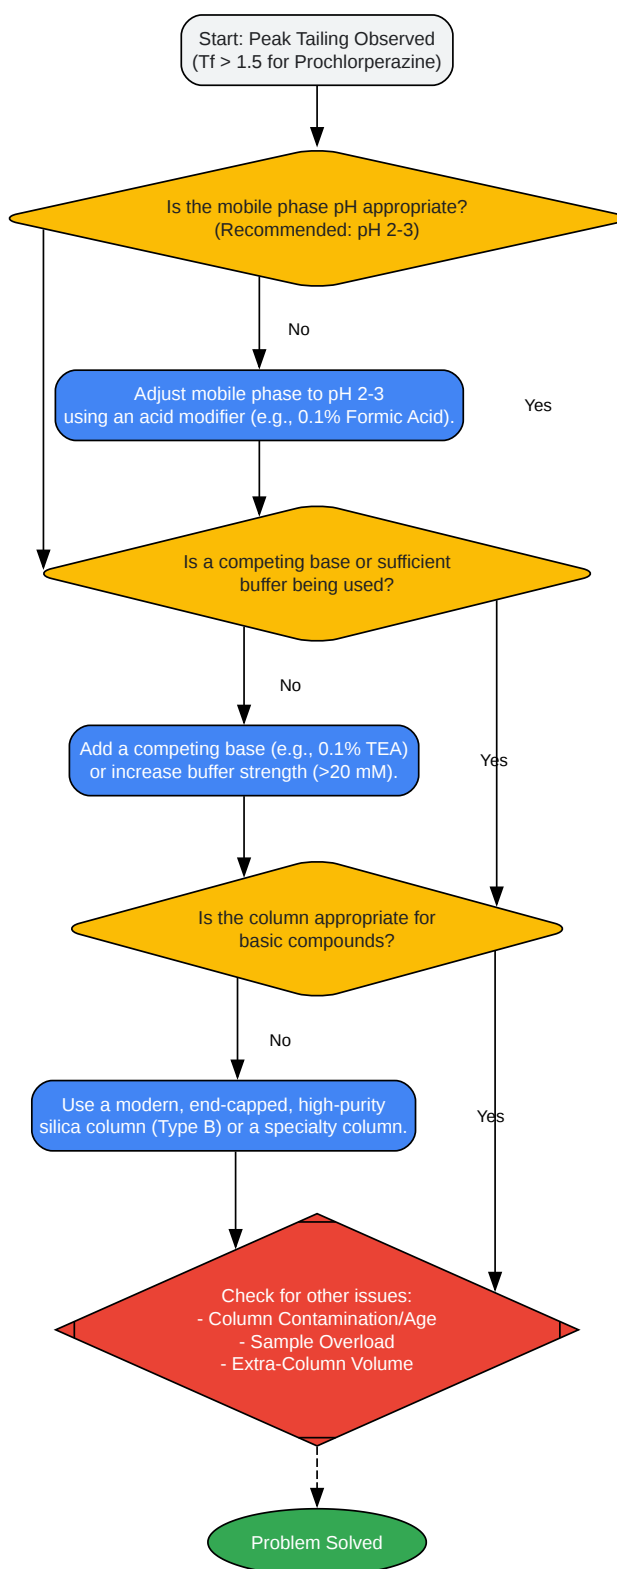 Start: Peak Tailing Observed
(Tf > 1.5 for Prochlorperazine)
Is the mobile phase pH appropriate?
(Recommended: pH 2-3)
No
Adjust mobile phase to pH 2-3
using an acid modifier (e.g., 0.1% Formic Acid).
Yes
Is a competing base or sufficient
buffer being used?
No
Add a competing base (e.g., 0.1% TEA)
or increase buffer strength (>20 mM).
Yes
Is the column appropriate for
basic compounds?
No
Use a modern, end-capped, high-purity
silica column (Type B) or a specialty column.
Yes
Check for other issues:
- Column Contamination/Age
- Sample Overload
- Extra-Column Volume
Problem Solved